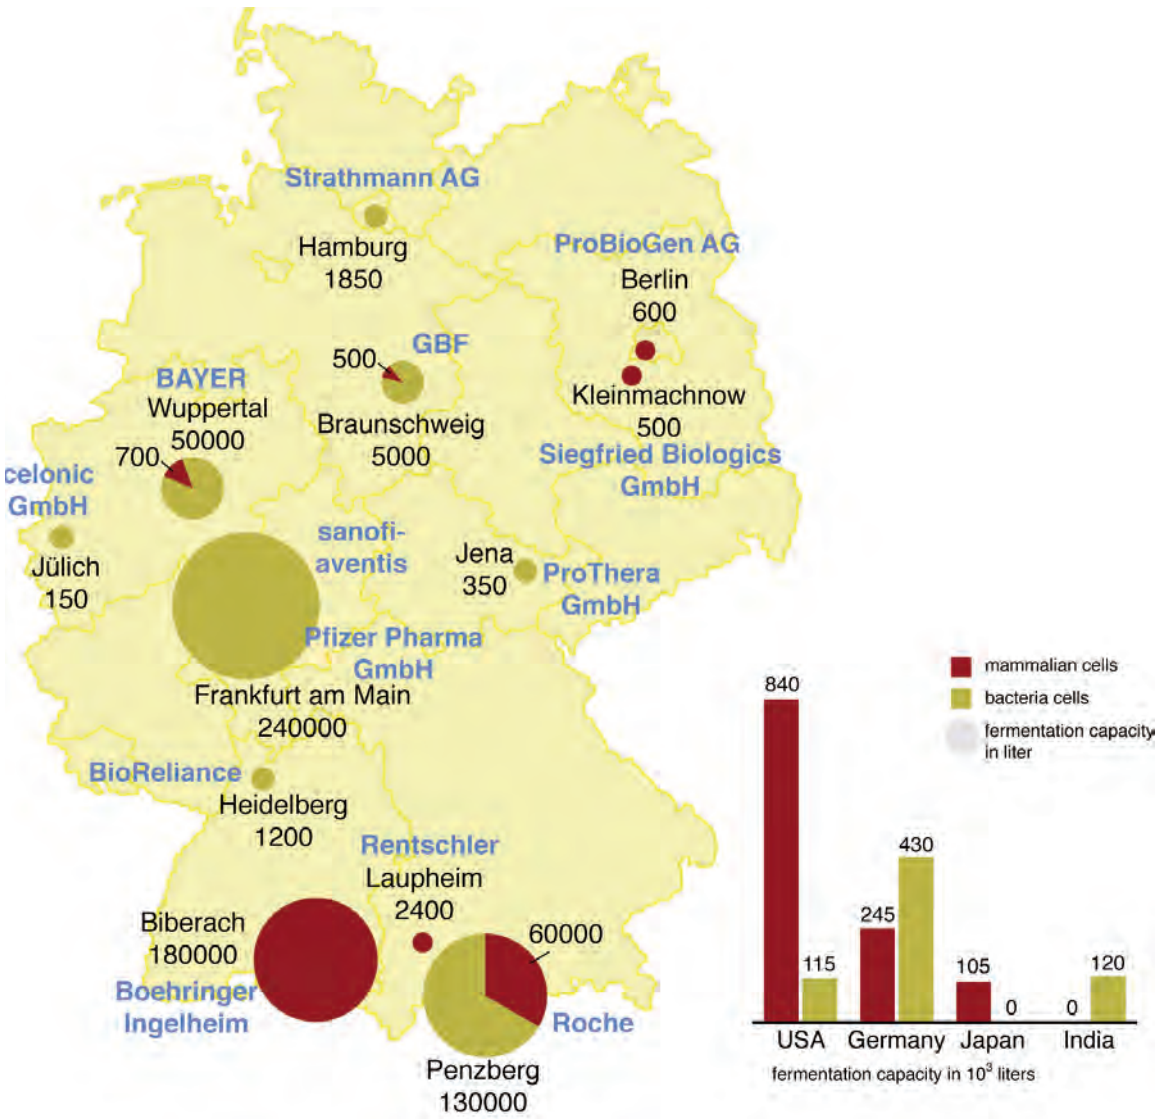 Strathmann AG
Hamburg
1850
ProBioGen AG
Berlin
600
Kleinmachnow
500
Siegfried Biologics
GmbH
GBF
500
Braunschweig
5000
BAYER
Wuppertal
50000
700
celonic
GmbH
Jülich
150
sanofi-
aventis
Pfizer Pharma
GmbH
Frankfurt am Main
240000
Jena
350
ProThera
GmbH
BioReliance
Heidelberg
1200
Rentschler
Laupheim
2400
Biberach
180000
Boehringer
Ingelheim
60000
Roche
Penzberg
130000
mammalian cells
bacteria cells
fermentation capacity
in liter
840
115
245
430
105
0
0
120
USA Germany Japan India
fermentation capacity in 10³ liters